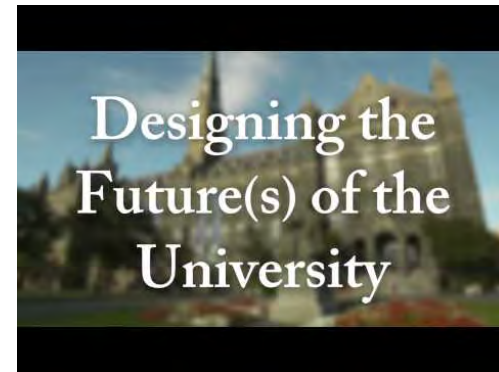 Designing the
Future(s) of the
University